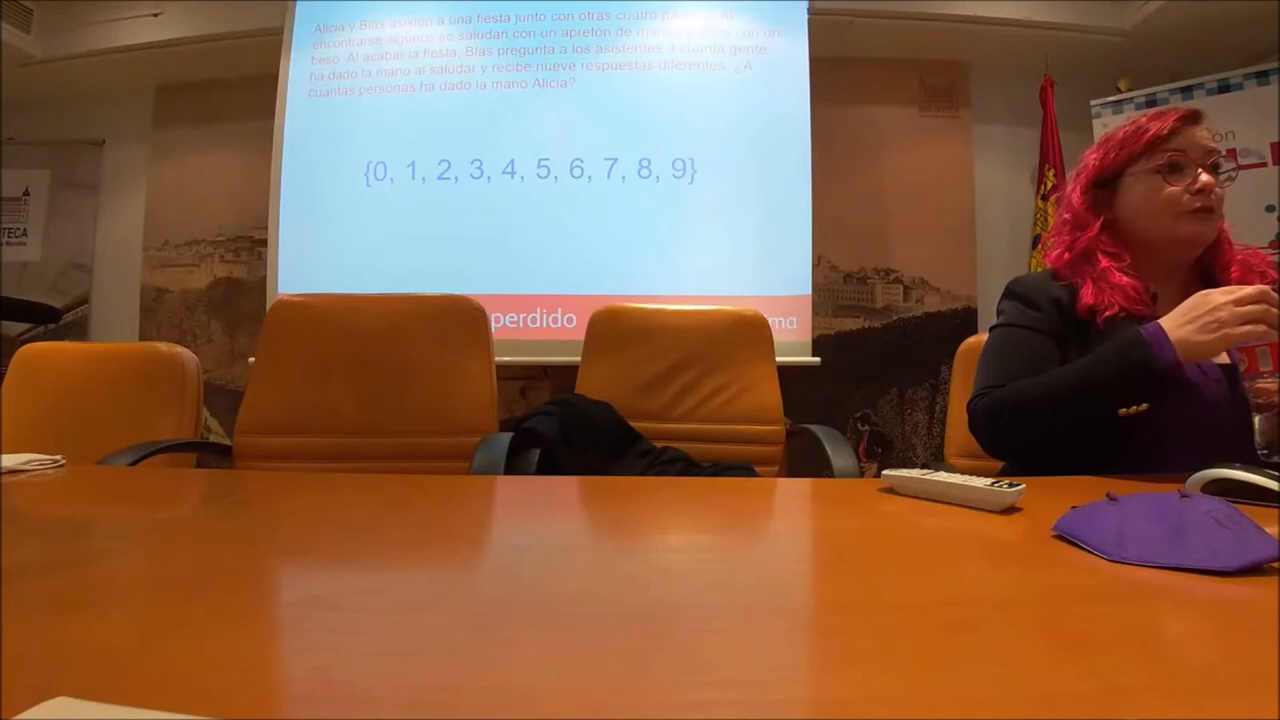 Alicia y Blas asisten a una fiesta junto con otras cuatro
encontrarse algunos se saludan con un apretón de con un
beso. Al acabar la fiesta, Blas pregunta a los asistentes a cuánta gente
ha dado la mano al saludar y recibe nueve respuestas diferentes. ¿A
cuántas personas ha dado la mano Alicia?
{0, 1, 2, 3, 4, 5, 6, 7, 8, 9}
perdido
TECA